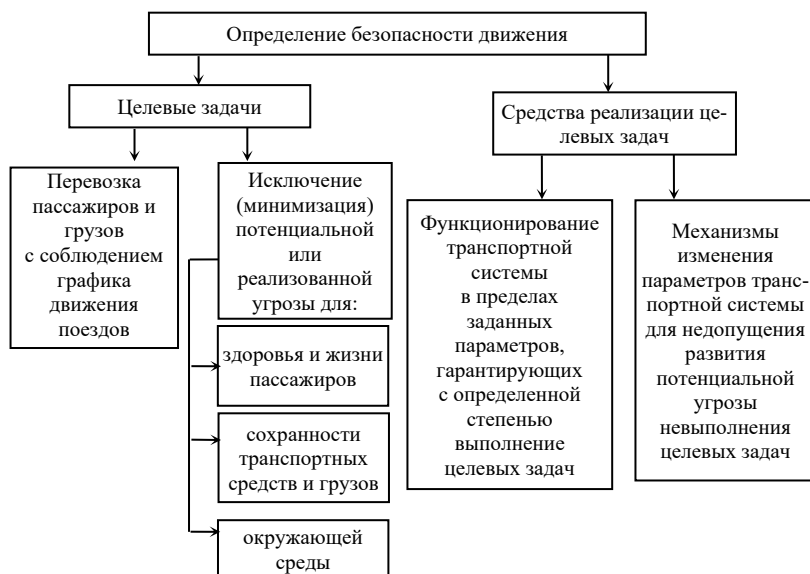 Определение безопасности движения
Целевые задачи
Средства реализации це-
левых задач
Перевозка
пассажиров и
грузов
с соблюдением
графика
движения
поездов
Исключение
(минимизация)
потенциальной
или
реализованной
угрозы для:
здоровья и жизни
пассажиров
сохранности
транспортных
средств и грузов
окружающей
среды
Функционирование
транспортной
системы
в пределах
заданных
параметров,
гарантирующих
с определенной
степенью
выполнение
целевых задач
Механизмы
изменения
параметров транс-
портной системы
для недопущения
развития
потенциальной
угрозы
невыполнения
целевых задач